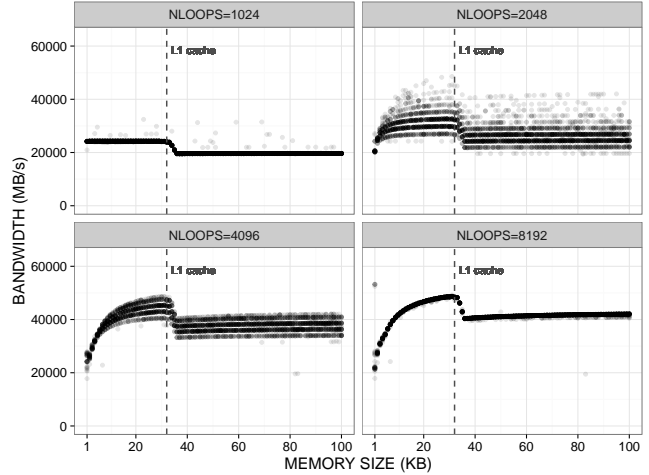 NLOOPS=1024 NLOOPS=2048
L1 cache L1 cache
60000
40000
20000
0
NLOOPS=4096 NLOOPS=8192
L1 cache L1 cache
60000
40000
20000
0
1 20 40 60 80 100 1 20 40 60 80 100
MEMORY SIZE (KB)
BANDWIDTH (MB/s)